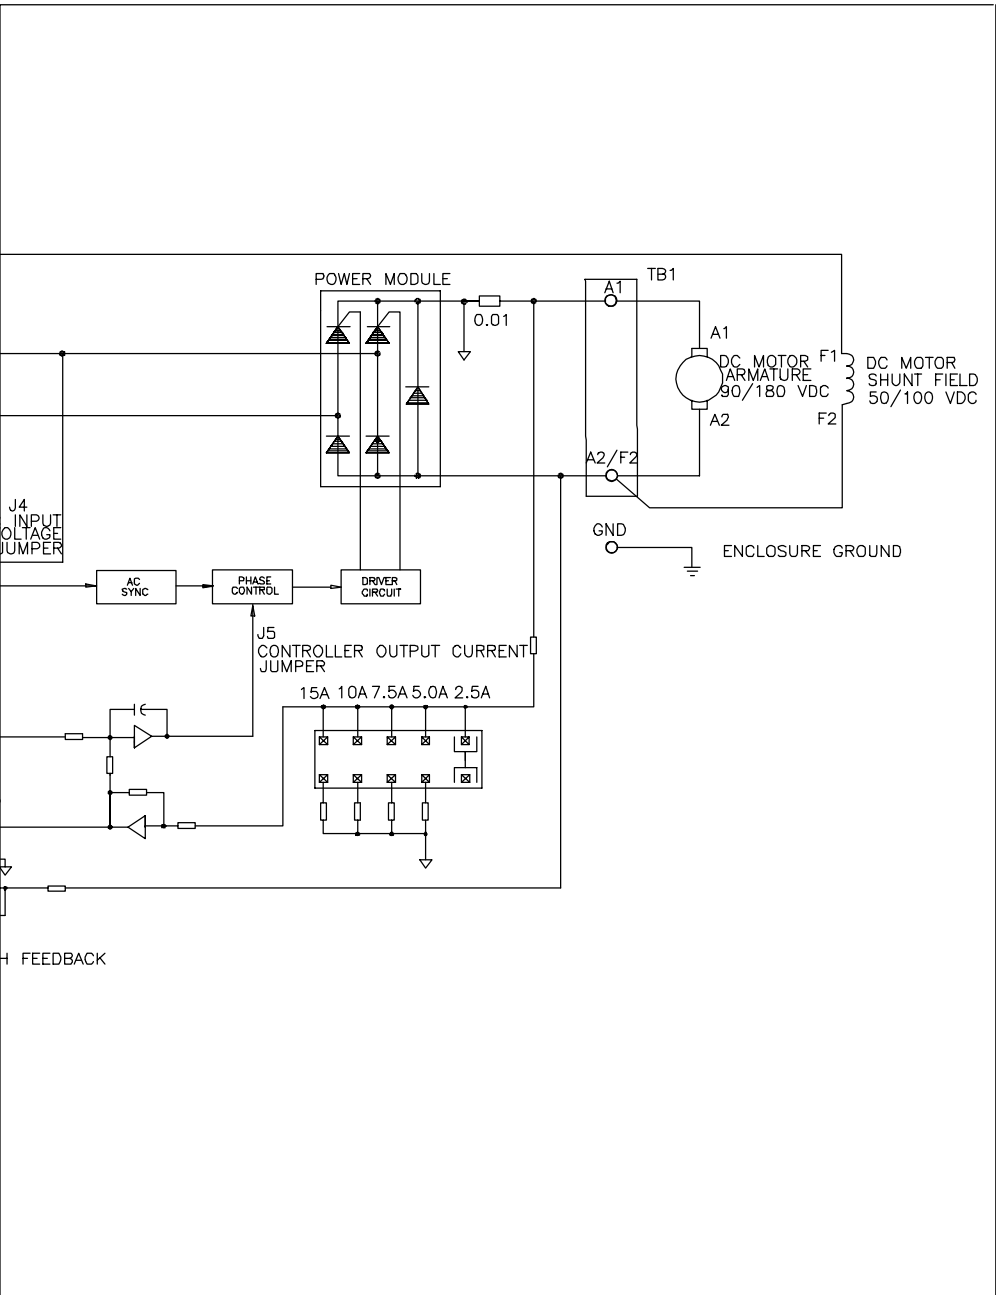 POWER MODULE
TB1
A1
0.01
A1
DC MOTOR
ARMATURE
90/180 VDC
F1
DC MOTOR
SHUNT FIELD
50/100 VDC
A2
F2
A2/F2
J4
INPUT
OLTAGE
JUMPER
GND
ENCLOSURE GROUND
AC
SYNC
PHASE
CONTROL
DRIVER
CIRCUIT
J5
CONTROLLER OUTPUT CURRENT
JUMPER
15A 10A 7.5A 5.0A 2.5A
H FEEDBACK